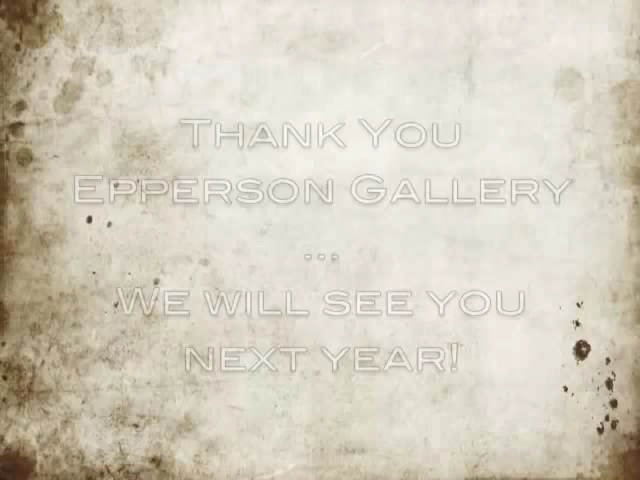 Thank You
Epperson Gallery
...
We will see you
next year!